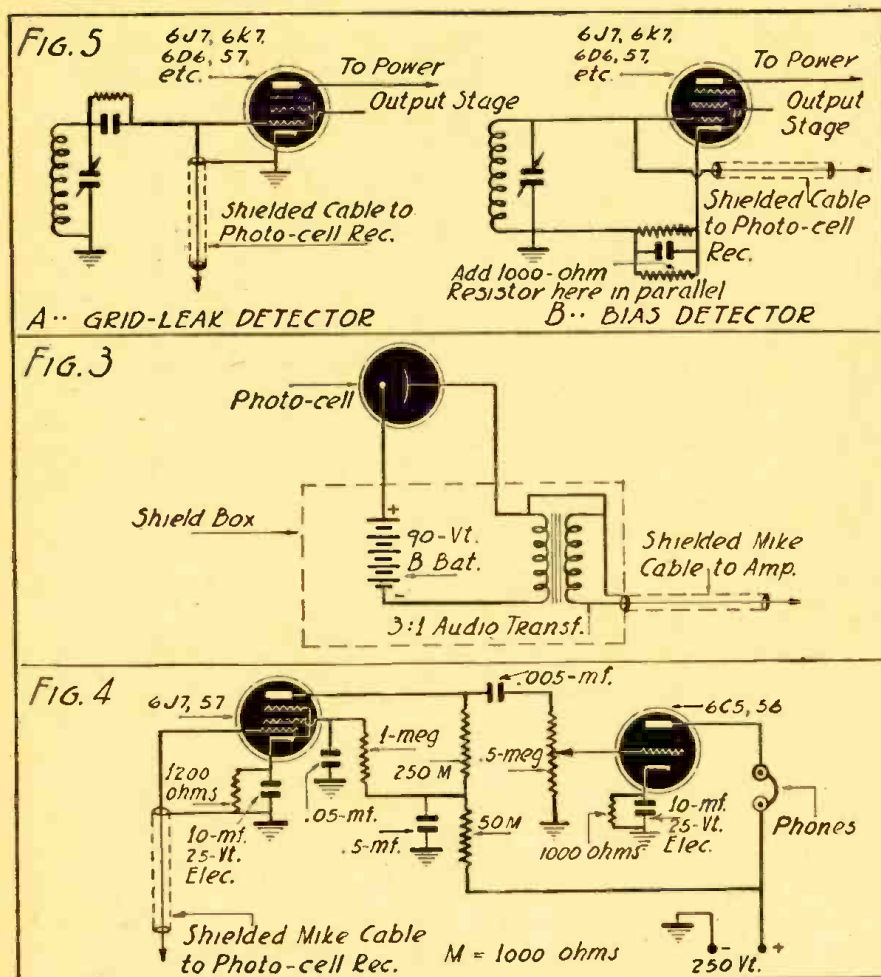 FIG. 5
6J7, 6K7,
6D6, 57,
etc.
To Power
Output Stage
Shielded Cable to
Photo-cell Rec.
A·· GRID-LEAK DETECTOR
6J7, 6K7,
6D6, 57,
etc.
To Power
Output
Stage
Shielded Cable
to Photo-cell
Rec.
Add 1000-ohm
Resistor here in parallel
B·· BIAS DETECTOR
FIG. 3
Photo-cell
Shield Box
+
90-Vt.
B Bat.
-
3:1 Audio Transf.
Shielded Mike
Cable to Amp.
FIG. 4
6J7, 57
1200
ohms
10-mf.
25-Vt.
Elec.
.05-mf.
1-meg
250 M
.5-mf.
50M
.005-mf.
.5-meg
6C5, 56
1000 ohms
10-mf.
25-Vt.
Elec.
Phones
Shielded Mike Cable
to Photo-cell Rec.
M = 1000 ohms
- +
250 Vt.